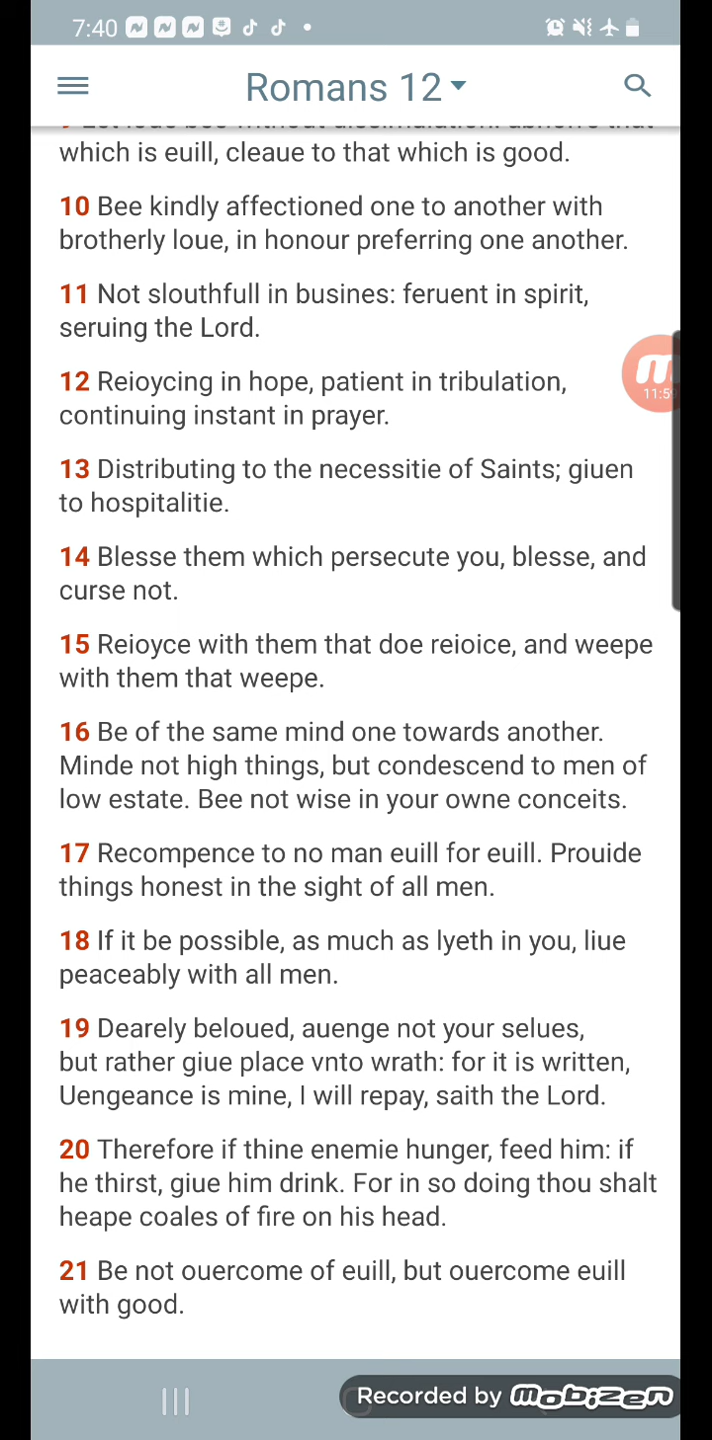 7:40
Romans 12
which is euill, cleaue to that which is good.
10 Bee kindly affectioned one to another with
brotherly loue, in honour preferring one another.
11 Not slouthfull in busines: feruent in spirit,
seruing the Lord.
12 Reioycing in hope, patient in tribulation,
continuing instant in prayer.
11:59
13 Distributing to the necessitie of Saints; giuen
to hospitalitie.
14 Blesse them which persecute you, blesse, and
curse not.
15 Reioyce with them that doe reioice, and weepe
with them that weepe.
16 Be of the same mind one towards another.
Minde not high things, but condescend to men of
low estate. Bee not wise in your owne conceits.
17 Recompence to no man euill for euill. Prouide
things honest in the sight of all men.
18 If it be possible, as much as lyeth in you, liue
peaceably with all men.
19 Dearely beloued, auenge not your selues,
but rather giue place vnto wrath: for it is written,
Uengeance is mine, I will repay, saith the Lord.
20 Therefore if thine enemie hunger, feed him: if
he thirst, giue him drink. For in so doing thou shalt
heape coales of fire on his head.
21 Be not ouercome of euill, but ouercome euill
with good.
Recorded by mobizen